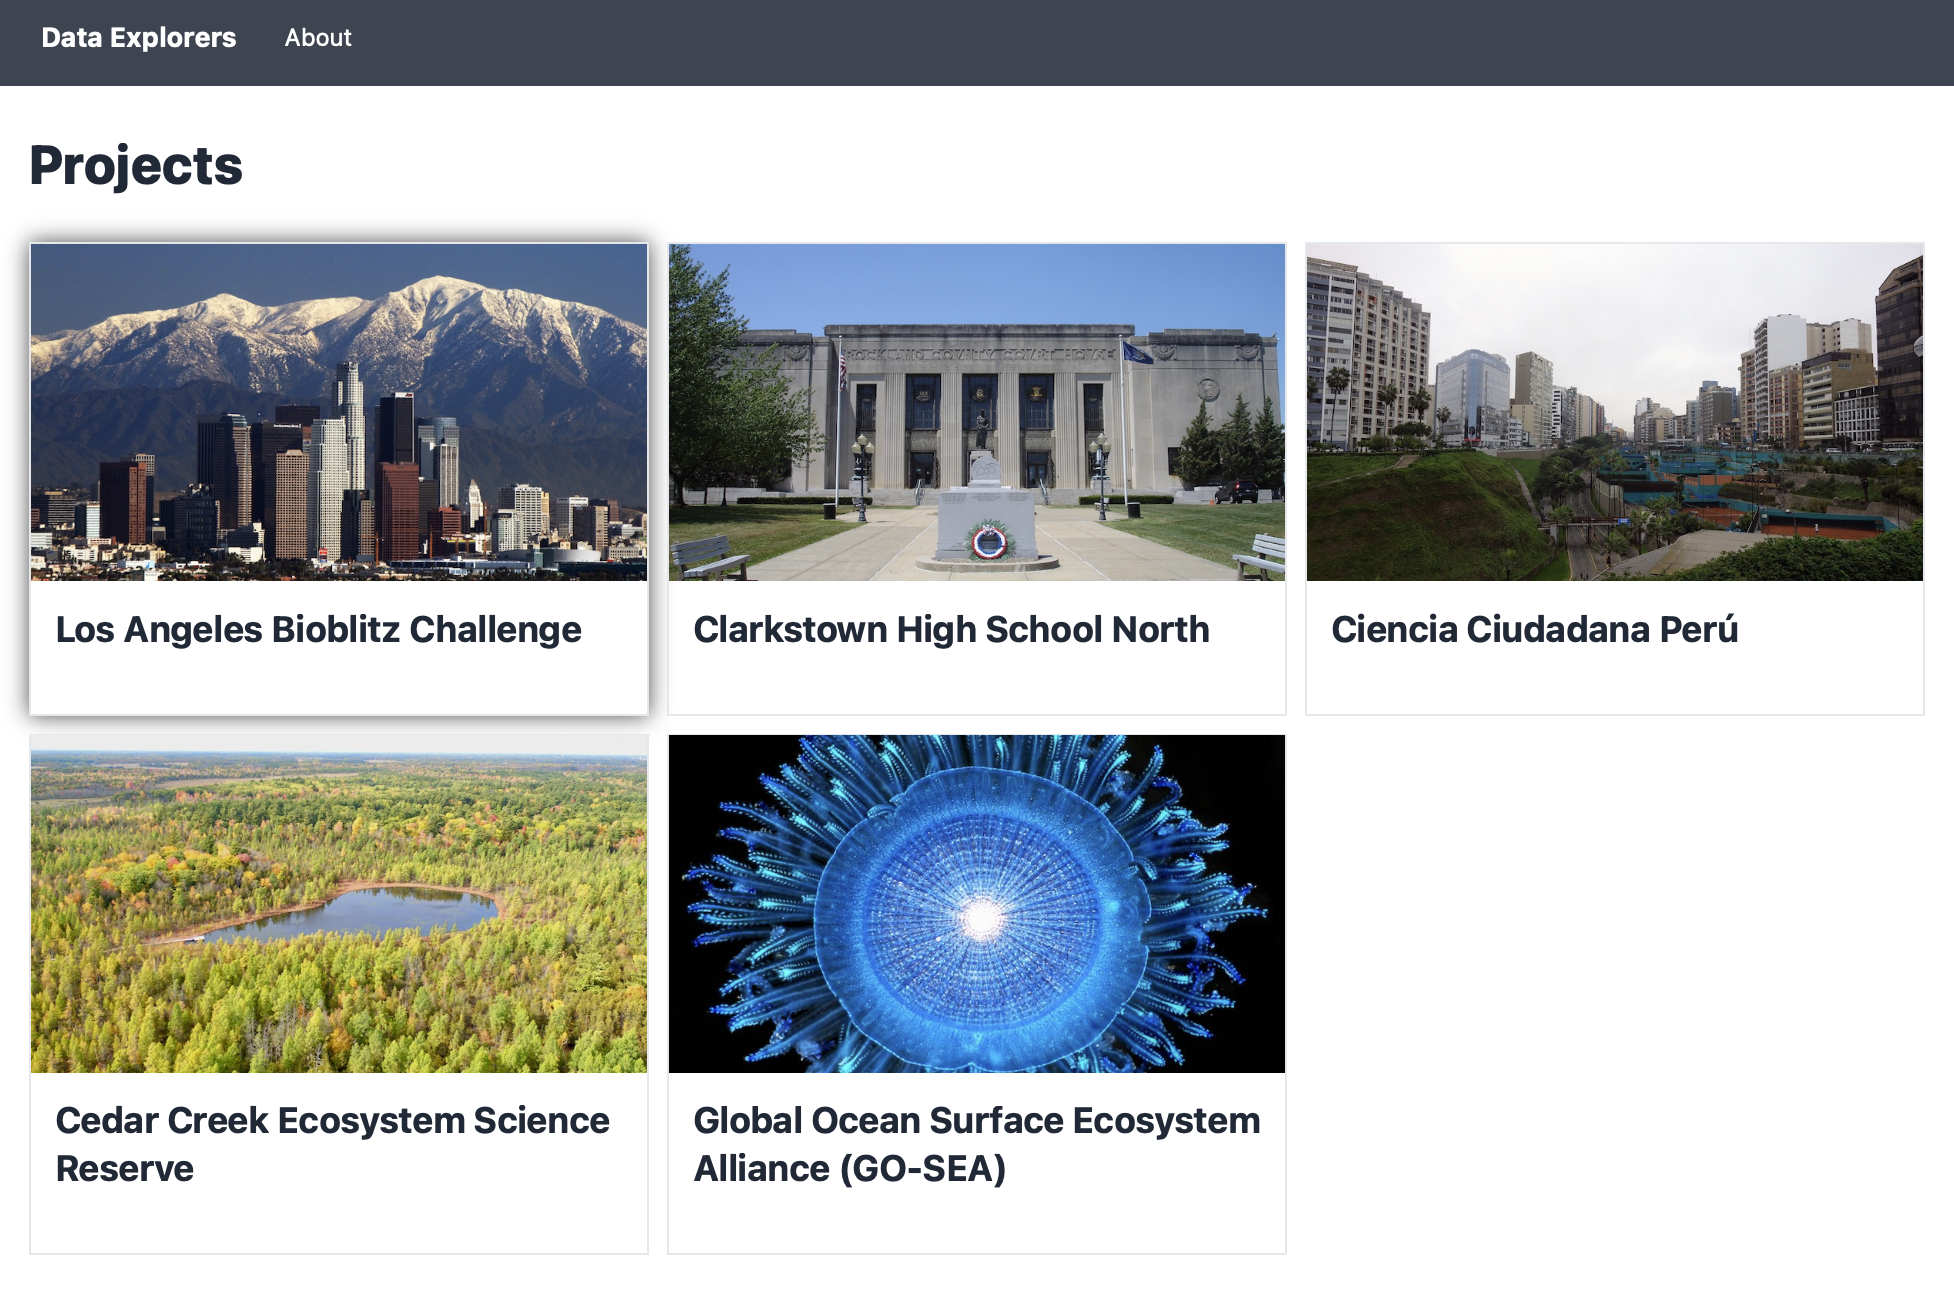 Data Explorers About
Projects
ROCKLAND COUNTY COURT HOUSE
Los Angeles Bioblitz Challenge
Clarkstown High School North
Ciencia Ciudadana Perú
Cedar Creek Ecosystem Science
Reserve
Global Ocean Surface Ecosystem
Alliance (GO-SEA)